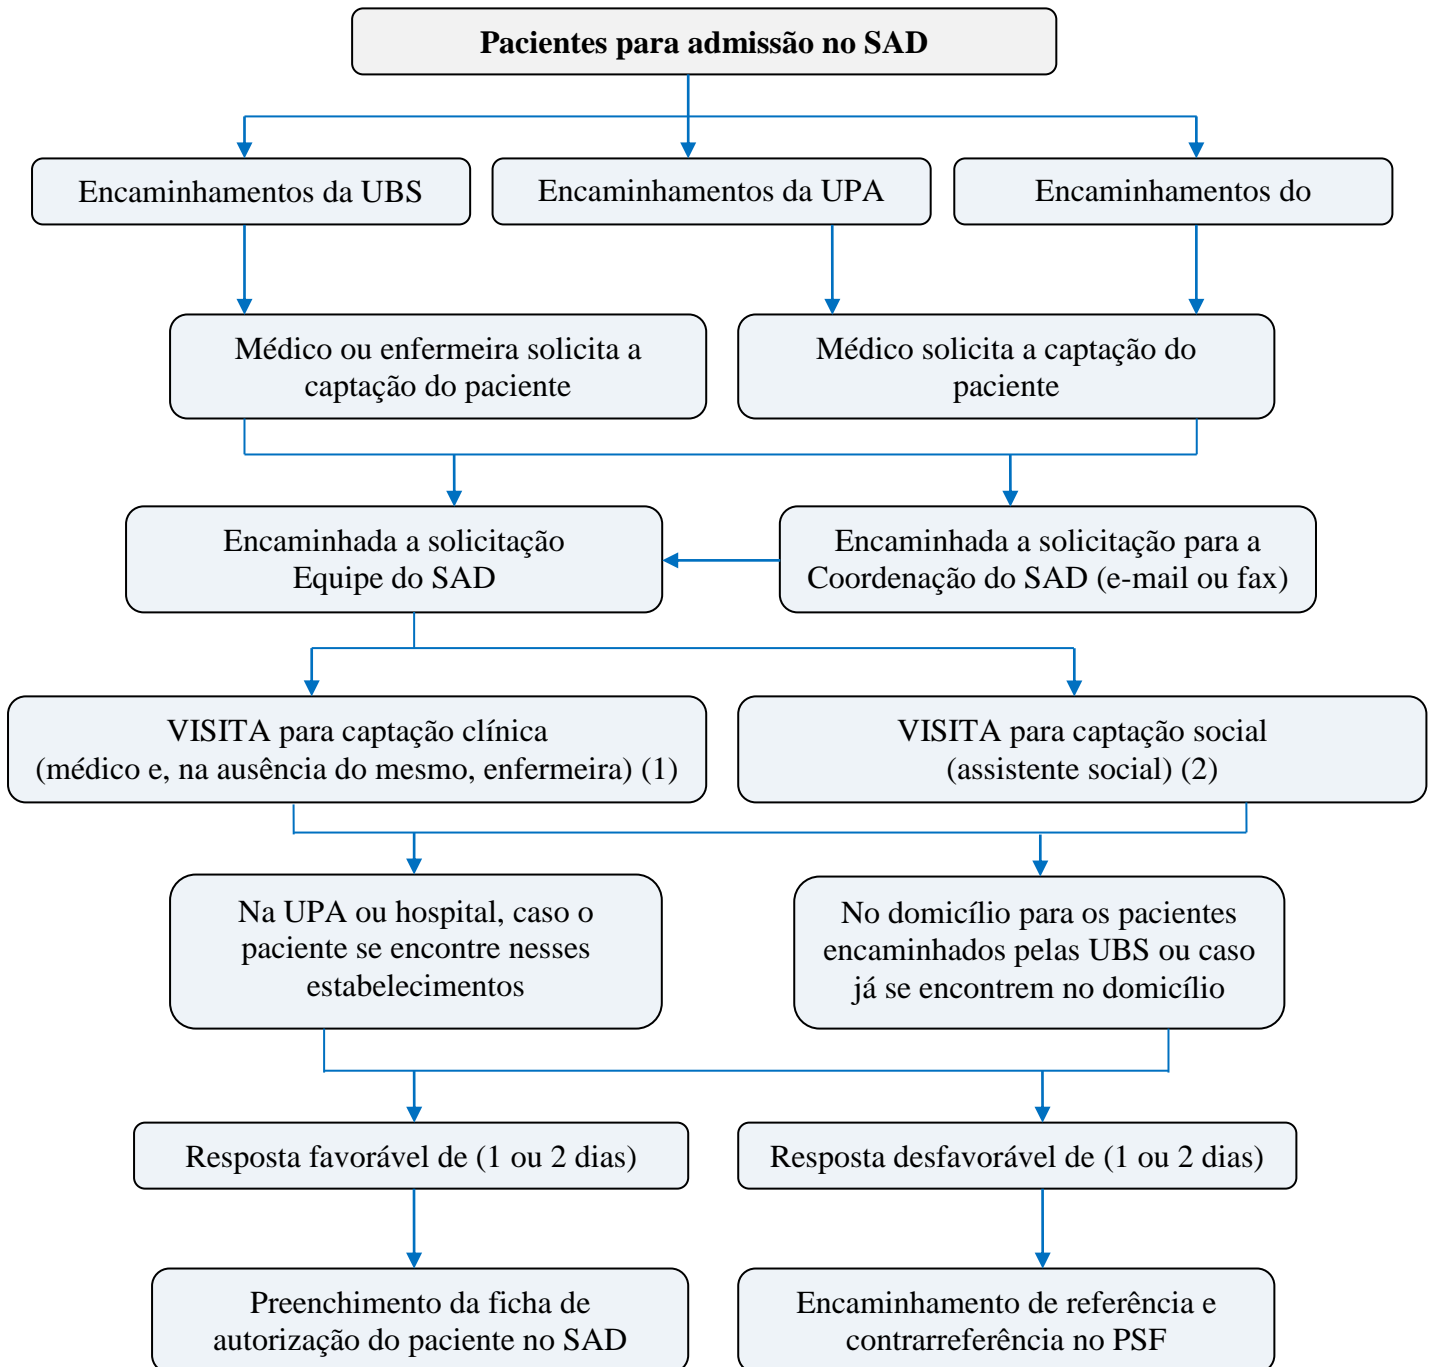 Pacientes para admissão no SAD
Encaminhamentos da UBS
Encaminhamentos da UPA
Encaminhamentos do
Médico ou enfermeira solicita a
captação do paciente
Médico solicita a captação do
paciente
Encaminhada a solicitação
Equipe do SAD
Encaminhada a solicitação para a
Coordenação do SAD (e-mail ou fax)
VISITA para captação clínica
(médico e, na ausência do mesmo, enfermeira) (1)
VISITA para captação social
(assistente social) (2)
Na UPA ou hospital, caso o
paciente se encontre nesses
estabelecimentos
No domicílio para os pacientes
encaminhados pelas UBS ou caso
já se encontrem no domicílio
Resposta favorável de (1 ou 2 dias)
Resposta desfavorável de (1 ou 2 dias)
Preenchimento da ficha de
autorização do paciente no SAD
Encaminhamento de referência e
contrarreferência no PSF